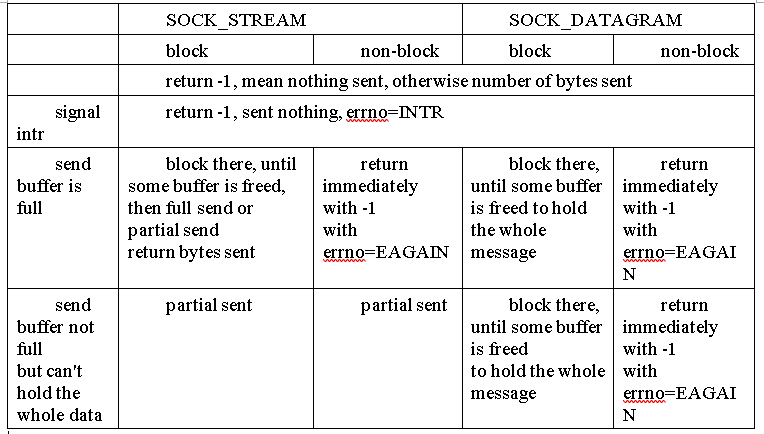 SOCK_STREAM SOCK_DATAGRAM
block non-block block non-block
return -1, mean nothing sent, otherwise number of bytes sent
signal
intr
return -1, sent nothing, errno=INTR
send
buffer is
full
block there, until
some buffer is freed,
then full send or
partial send
return bytes sent
return
immediately
with -1
with
errno=EAGAIN
block there,
until some buffer
is freed to hold
the whole
message
return
immediately
with -1
with
errno=EAGAI
N
send
buffer not
full
but can't
hold the
whole data
partial sent
partial sent
block there,
until some buffer
is freed
to hold the whole
message
return
immediately
with -1
with
errno=EAGAI
N